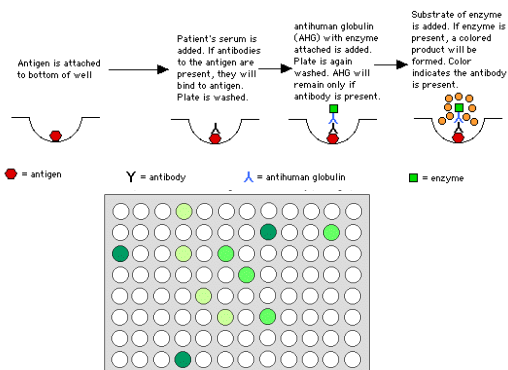 Antigen is attached
to bottom of well
Patient's serum is
added. If antibodies
to the antigen are
present, they will
bind to antigen.
Plate is washed.
antihuman globulin
(AHG) with enzyme
attached is added.
Plate is again
washed. AHG will
remain only if
antibody is present.
Substrate of enzyme
is added. If enzyme is
present, a colored
product will be
formed. Color
indicates the antibody
is present.
= antigen
= antibody
= antihuman globulin
= enzyme